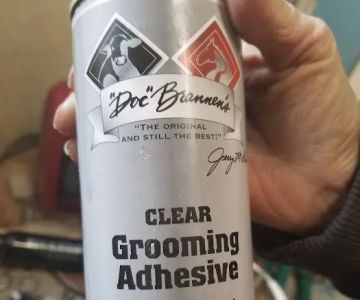 "Doc" Brannen's
"THE ORIGINAL
AND STILL THE BEST!"
CLEAR
Grooming
Adhesive